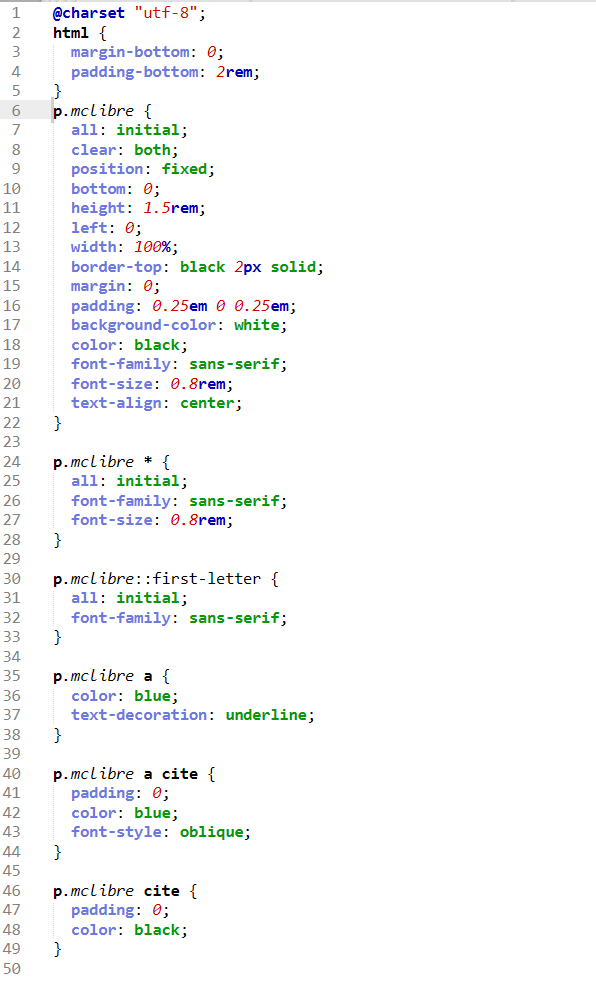 1 @charset "utf-8";
2 html {
3   margin-bottom: 0;
4   padding-bottom: 2rem;
5 }
6 p.mclibre {
7   all: initial;
8   clear: both;
9   position: fixed;
10   bottom: 0;
11   height: 1.5rem;
12   left: 0;
13   width: 100%;
14   border-top: black 2px solid;
15   margin: 0;
16   padding: 0.25em 0 0.25em;
17   background-color: white;
18   color: black;
19   font-family: sans-serif;
20   font-size: 0.8rem;
21   text-align: center;
22 }
23
24 p.mclibre * {
25   all: initial;
26   font-family: sans-serif;
27   font-size: 0.8rem;
28 }
29
30 p.mclibre::first-letter {
31   all: initial;
32   font-family: sans-serif;
33 }
34
35 p.mclibre a {
36   color: blue;
37   text-decoration: underline;
38 }
39
40 p.mclibre a cite {
41   padding: 0;
42   color: blue;
43   font-style: oblique;
44 }
45
46 p.mclibre cite {
47   padding: 0;
48   color: black;
49 }
50